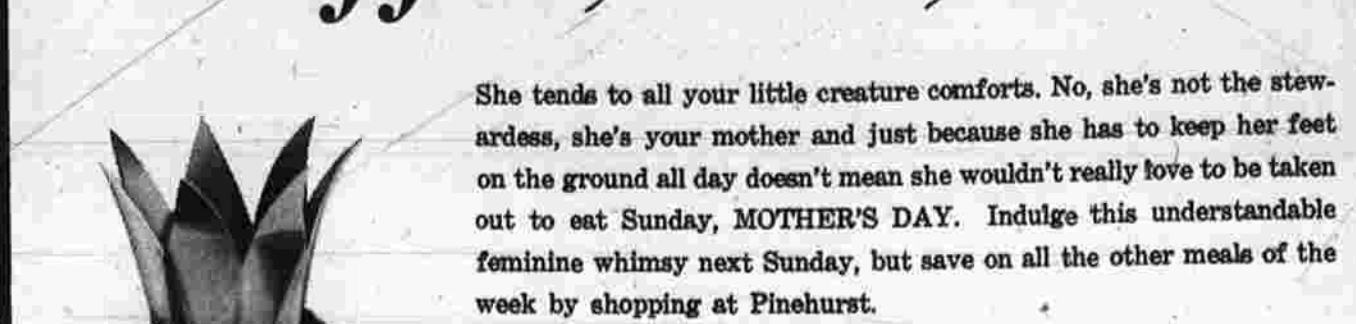 She tends to all your little creature comforts. No, she's not the stew-
ardess, she's your mother and just because she has to keep her feet
on the ground all day doesn't mean she wouldn't really love to be taken
out to eat Sunday, MOTHER'S DAY. Indulge this understandable
feminine whimsy next Sunday, but save on all the other meals of the
week by shopping at Pinehurst.